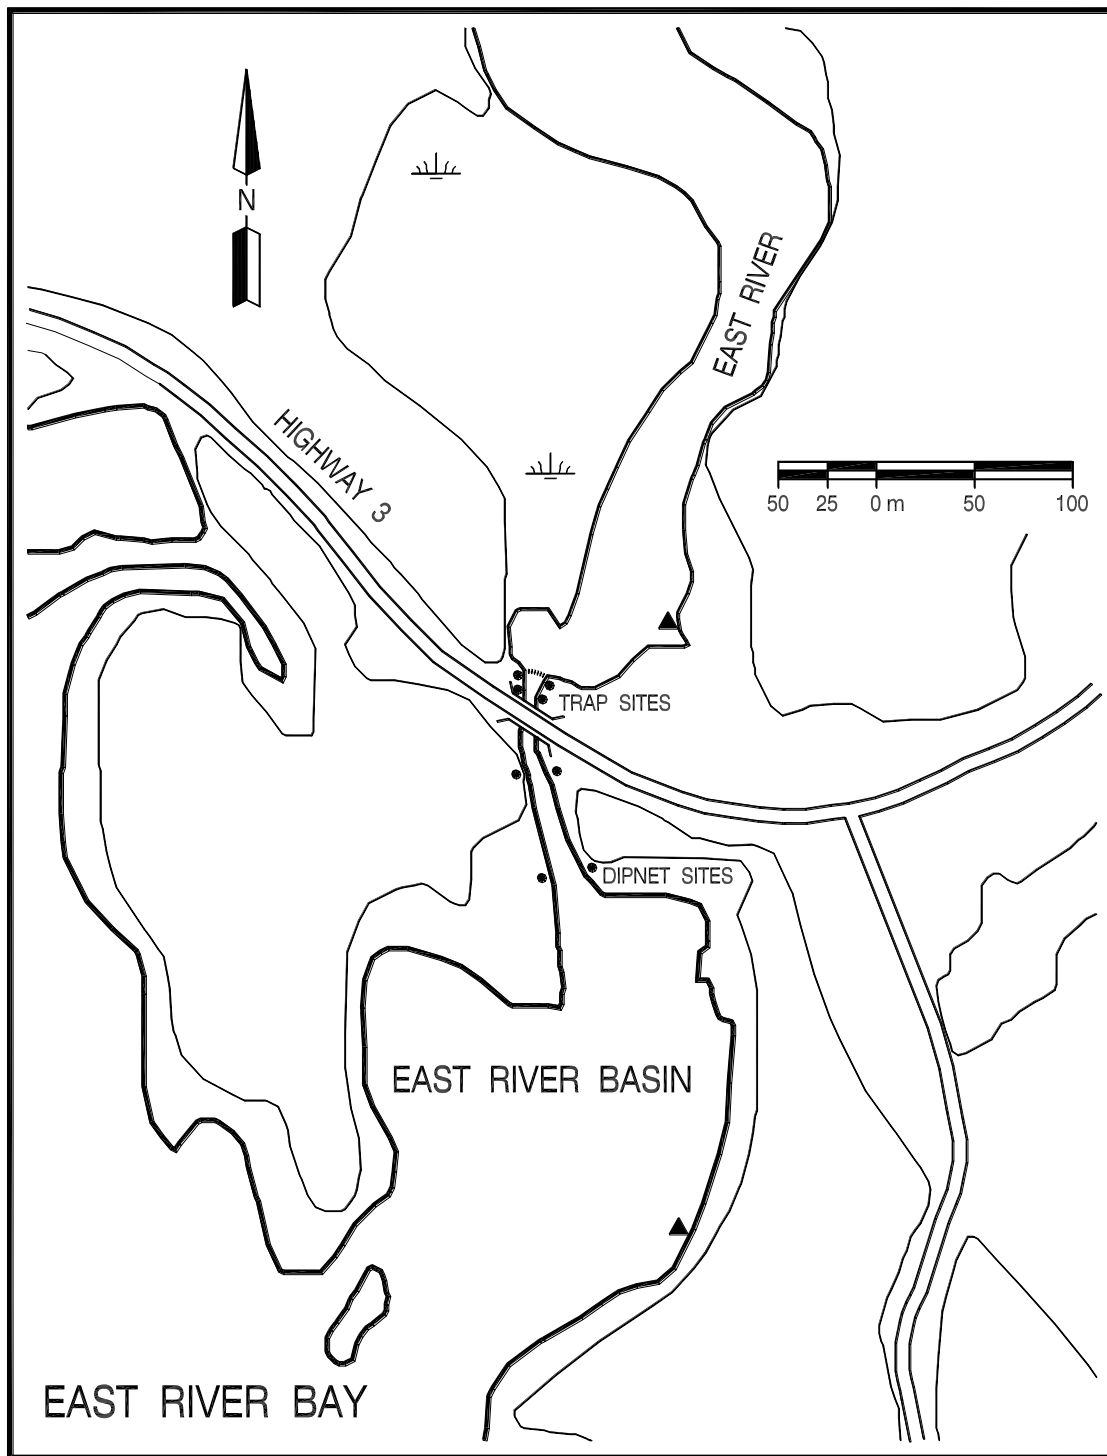 N
EAST RIVER
HIGHWAY 3
50 25 0 m 50 100
TRAP SITES
DIPNET SITES
EAST RIVER BASIN
EAST RIVER BAY